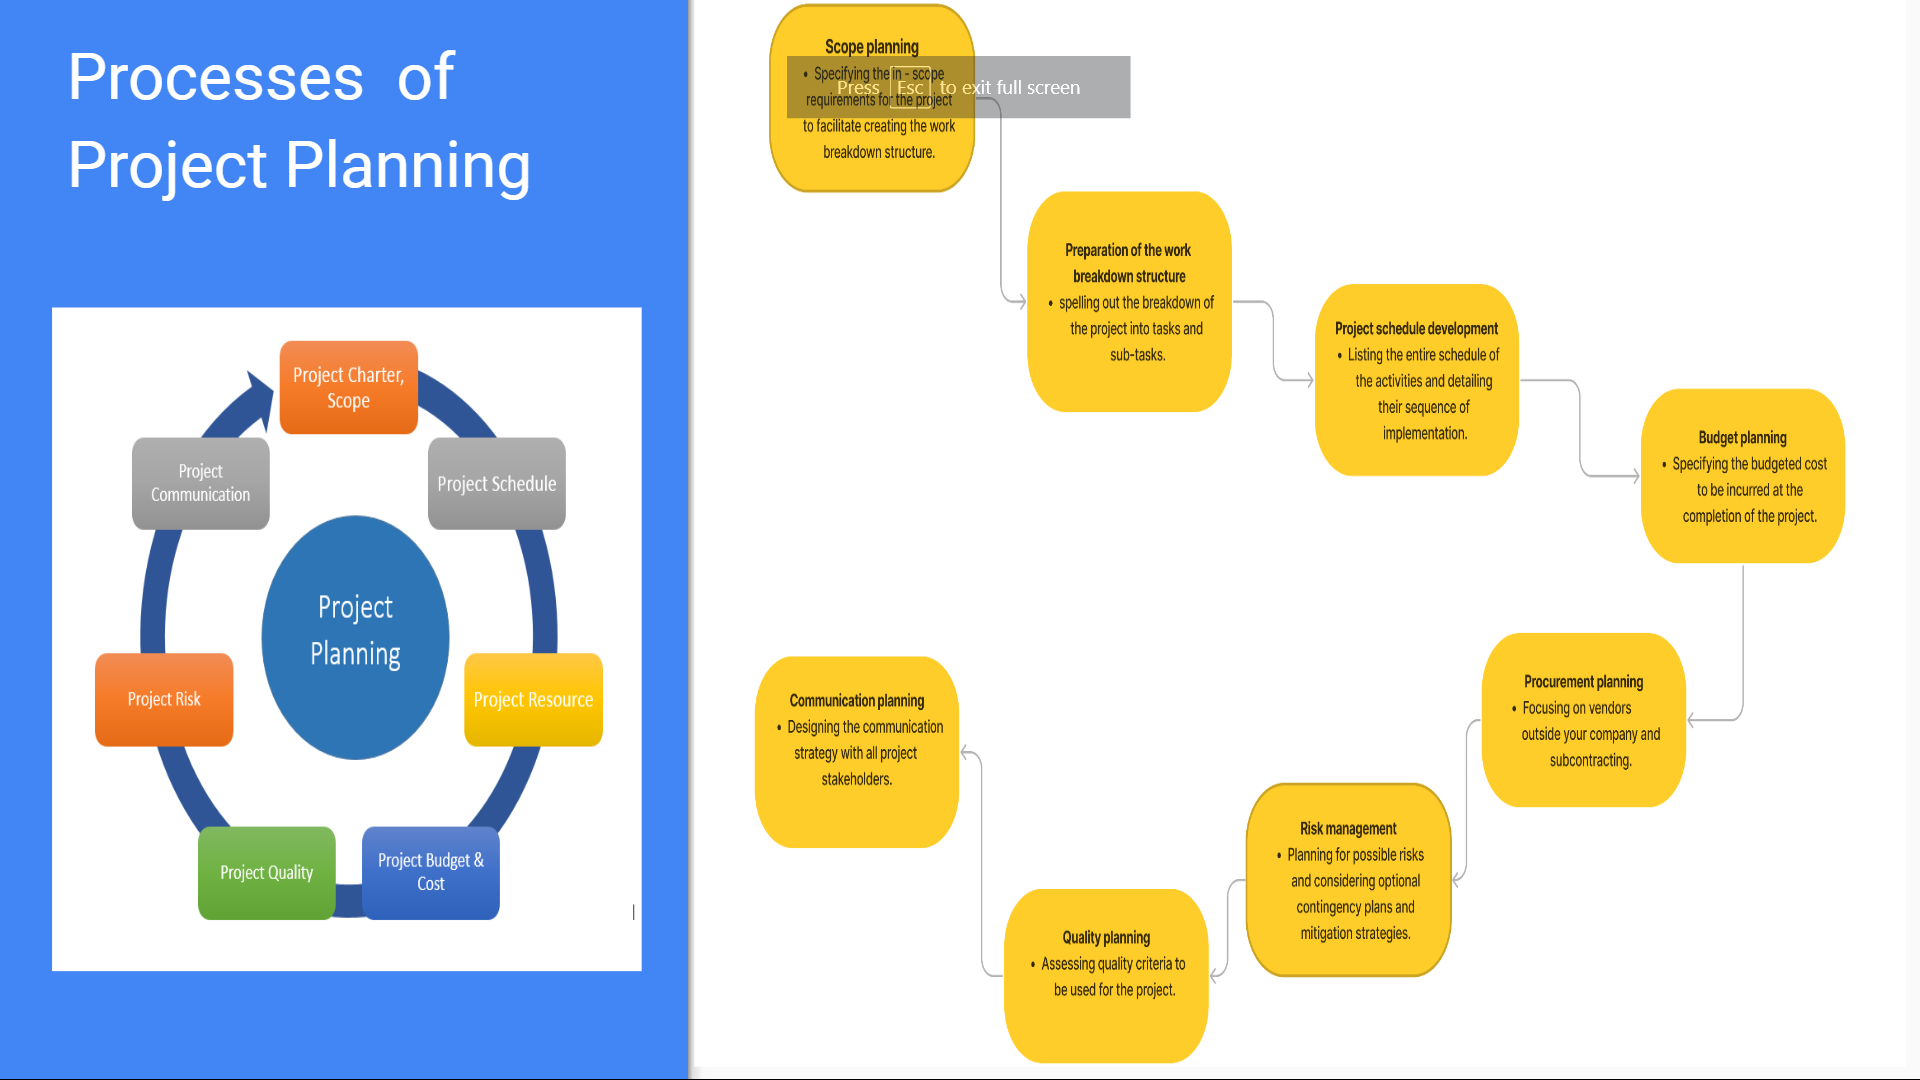 Processes of
Project Planning
Project Charter,
Scope
Project Schedule
Project Resource
Project Budget &
Cost
Project Quality
Project Risk
Project
Communication
Project
Planning
Scope planning
• Specifying the in - scope
requirements for the project
to facilitate creating the work
breakdown structure.
Press Esc to exit full screen
Preparation of the work
breakdown structure
• spelling out the breakdown of
the project into tasks and
sub-tasks.
Project schedule development
• Listing the entire schedule of
the activities and detailing
their sequence of
implementation.
Budget planning
• Specifying the budgeted cost
to be incurred at the
completion of the project.
Procurement planning
• Focusing on vendors
outside your company and
subcontracting.
Risk management
• Planning for possible risks
and considering optional
contingency plans and
mitigation strategies.
Quality planning
• Assessing quality criteria to
be used for the project.
Communication planning
• Designing the communication
strategy with all project
stakeholders.